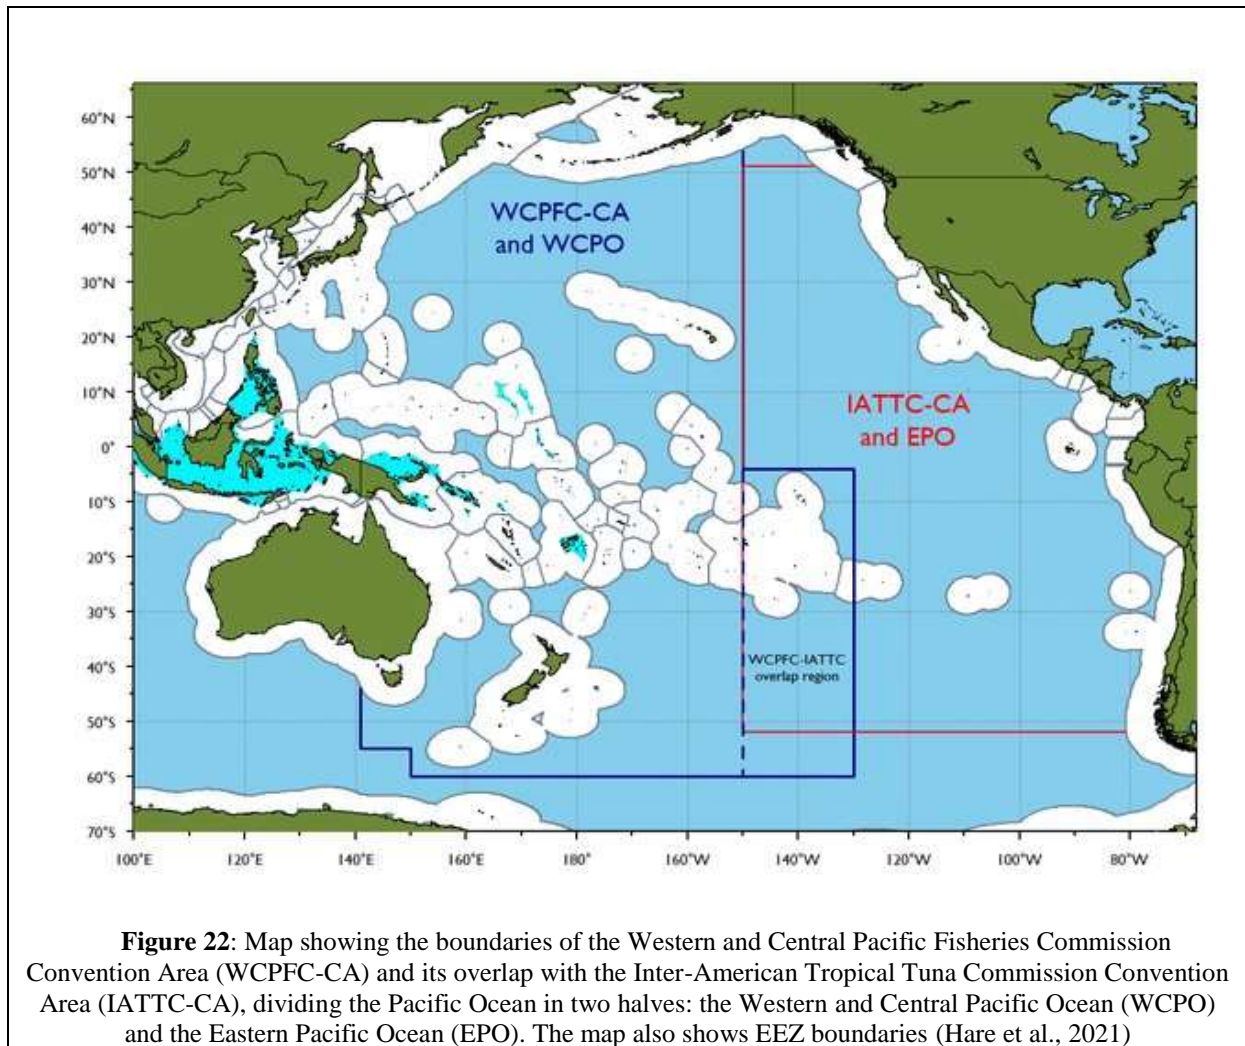 60°N
50°N
40°N
30°N
20°N
10°N
0°
10°S
20°S
30°S
40°S
50°S
60°S
70°S
WCPFC-CA
and WCPO
IATTC-CA
and EPO
WCPFC-IATTC
overlap region
100°E
120°E
140°E
160°E
180°
160°W
140°W
120°W
100°W
80°W
Figure 22: Map showing the boundaries of the Western and Central Pacific Fisheries Commission
Convention Area (WCPFC-CA) and its overlap with the Inter-American Tropical Tuna Commission Convention
Area (IATTC-CA), dividing the Pacific Ocean in two halves: the Western and Central Pacific Ocean (WCPO)
and the Eastern Pacific Ocean (EPO). The map also shows EEZ boundaries (Hare et al., 2021)